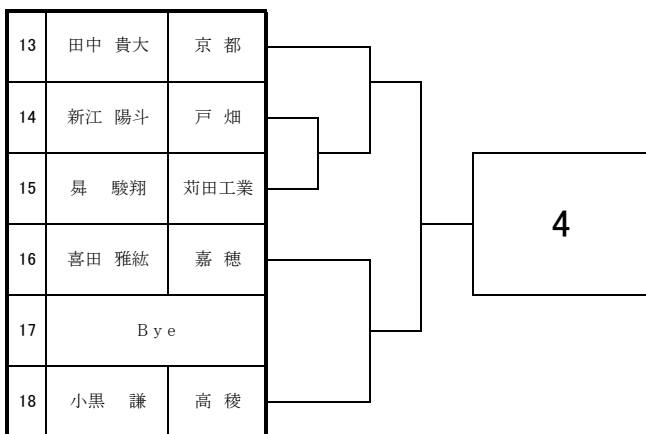 13 田中 貴大 京 都
14 新江 陽斗 戸 畑
15 曻 駿翔 苅田工業
16 喜田 雅紘 嘉 穂
17 Ｂｙｅ
18 小黒 謙 高 稜
4